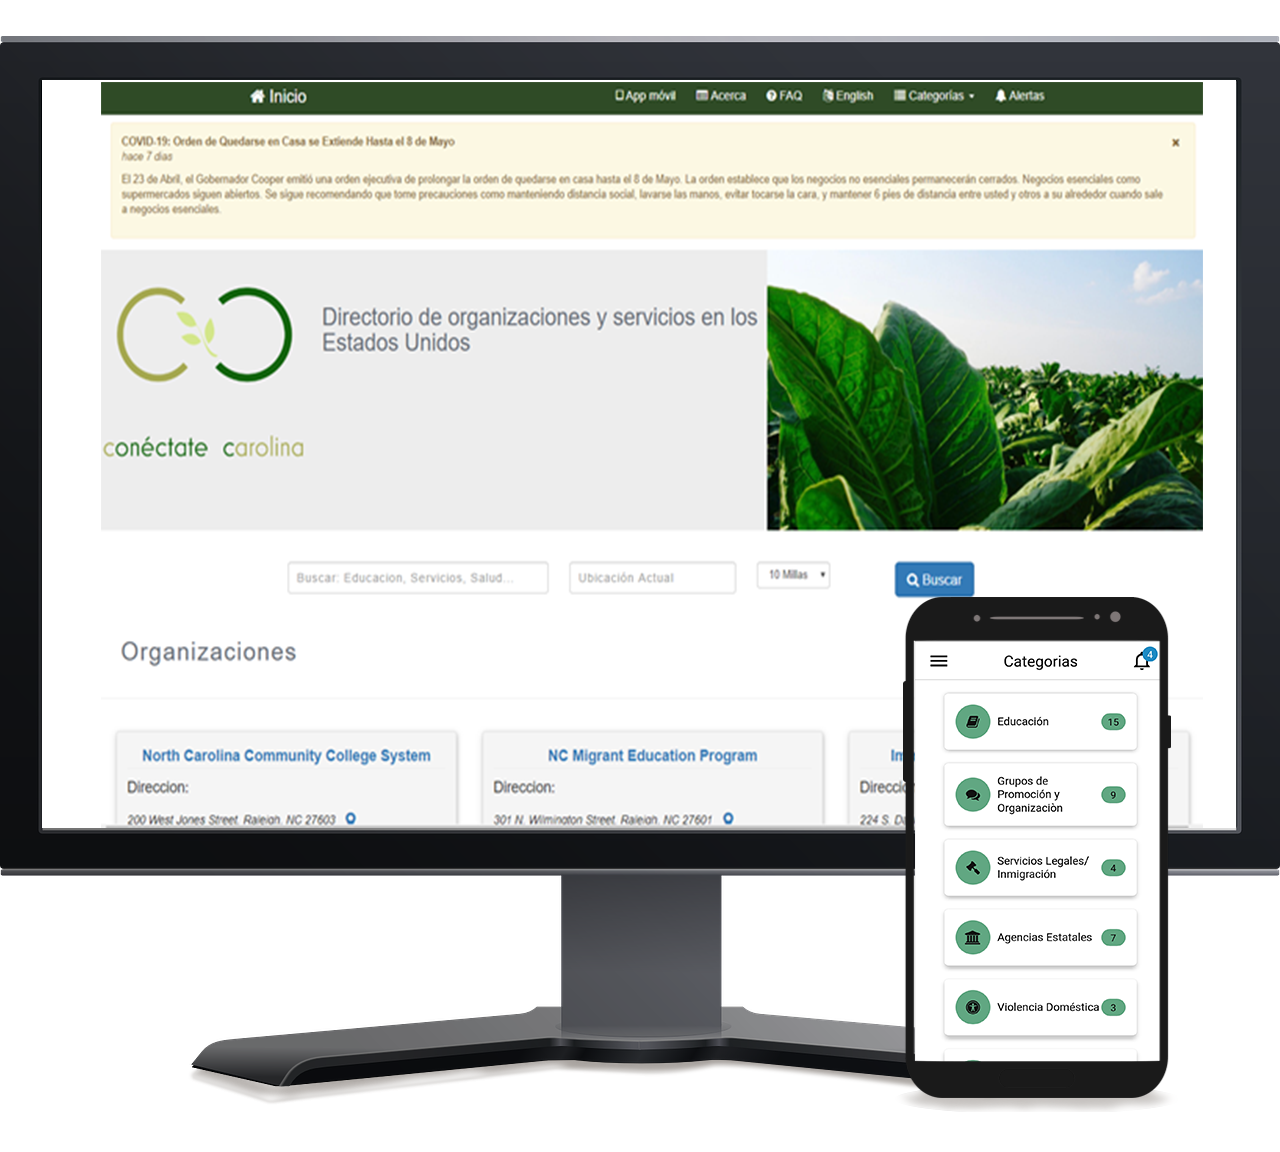 Inicio
App móvil
Acerca
FAQ
English
Categorías
Alertas
COVID-19: Orden de Quedarse en Casa se Extiende Hasta el 8 de Mayo
hace 7 dias
El 23 de Abril, el Gobernador Cooper emitió una orden ejecutiva de prolongar la orden de quedarse en casa hasta el 8 de Mayo. La orden establece que los negocios no esenciales permanecerán cerrados. Negocios esenciales como
supermercados siguen abiertos. Se sigue recomendando que tome precauciones como manteniendo distancia social, lavarse las manos, evitar tocarse la cara, y mantener 6 pies de distancia entre usted y otros a su alrededor cuando sale
a negocios esenciales.
Directorio de organizaciones y servicios en los
Estados Unidos
conéctate carolina
Buscar: Educacion, Servicios, Salud...
Ubicación Actual
10 Millas
Buscar
Organizaciones
North Carolina Community College System
Direccion:
200 West Jones Street, Raleigh, NC 27603
NC Migrant Education Program
Direccion:
301 N. Wilmington Street, Raleigh, NC 27601
224 S.
Categorias
4
Educación
15
Grupos de
Promoción y
Organizaciòn
9
Servicios Legales/
Inmigración
4
Agencias Estatales
7
Violencia Doméstica
3